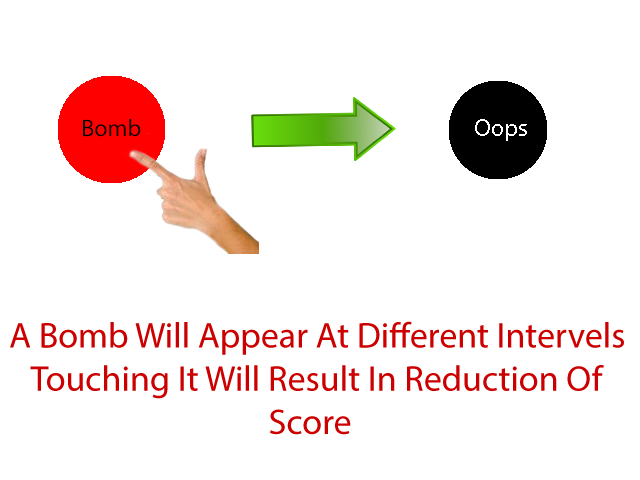 Bomb
Oops
A Bomb Will Appear At Different Intervels
Touching It Will Result In Reduction Of
Score